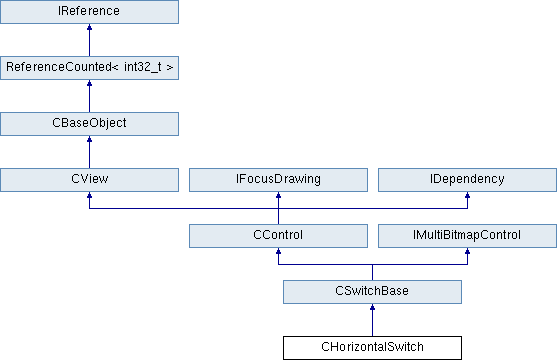 IReference
ReferenceCounted< int32_t >
CBaseObject
CView
IFocusDrawing
IDependency
CControl
IMultiBitmapControl
CSwitchBase
CHorizontalSwitch